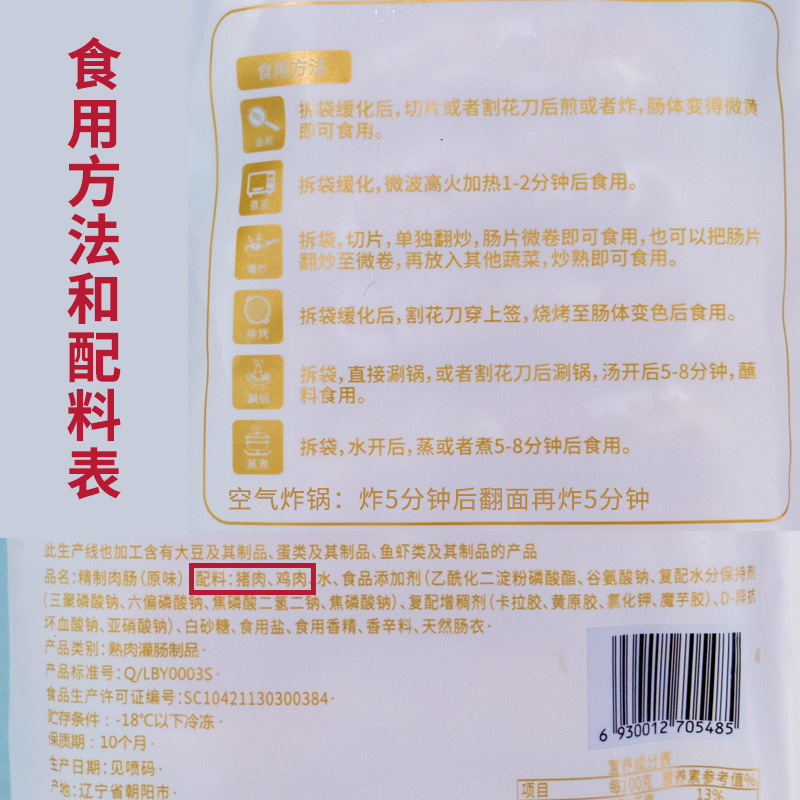 食用方法和配料表
食用方法
拆袋缓化后,切片或者割花刀后煎或者炸,肠体变得微黄
即可食用。
拆袋缓化,微波高火加热1-2分钟后食用。
爆炒
拆袋,切片,单独翻炒,肠片微卷即可食用,也可以把肠片
翻炒至微卷,再放入其他蔬菜,炒熟即可食用。
烧烤
拆袋缓化后,割花刀穿上签,烧烤至肠体变色后食用。
涮锅
拆袋,直接涮锅,或者割花刀后涮锅,汤开后5-8分钟,蘸
料食用。
蒸煮
拆袋,水开后,蒸或者煮5-8分钟后食用。
空气炸锅:炸5分钟后翻面再炸5分钟
此生产线也加工含有大豆及其制品、蛋类及其制品、鱼虾类及其制品的产品
品名:精制肉肠(原味) 配料:猪肉、鸡肉、水、食品添加剂(乙酰化二淀粉磷酸酯、谷氨酸钠、复配水分保持剂
(三聚磷酸钠、六偏磷酸钠、焦磷酸二氢二钠、焦磷酸钠)、复配增稠剂(卡拉胶、黄原胶、氯化钾、魔芋胶)、D-异抗
坏血酸钠、亚硝酸钠)、白砂糖、食用盐、食用香精、香辛料、天然肠衣·
产品类别:熟肉灌肠制品·
产品标准号:Q/LBY0003S·
食品生产许可证编号:SC10421130300384·
贮存条件:-18℃以下冷冻·
保质期:10个月·
生产日期:见喷码·
产地:辽宁省朝阳市·
6 930012 705485
营养成分表
项目 每100克 营养素参考值%
13%